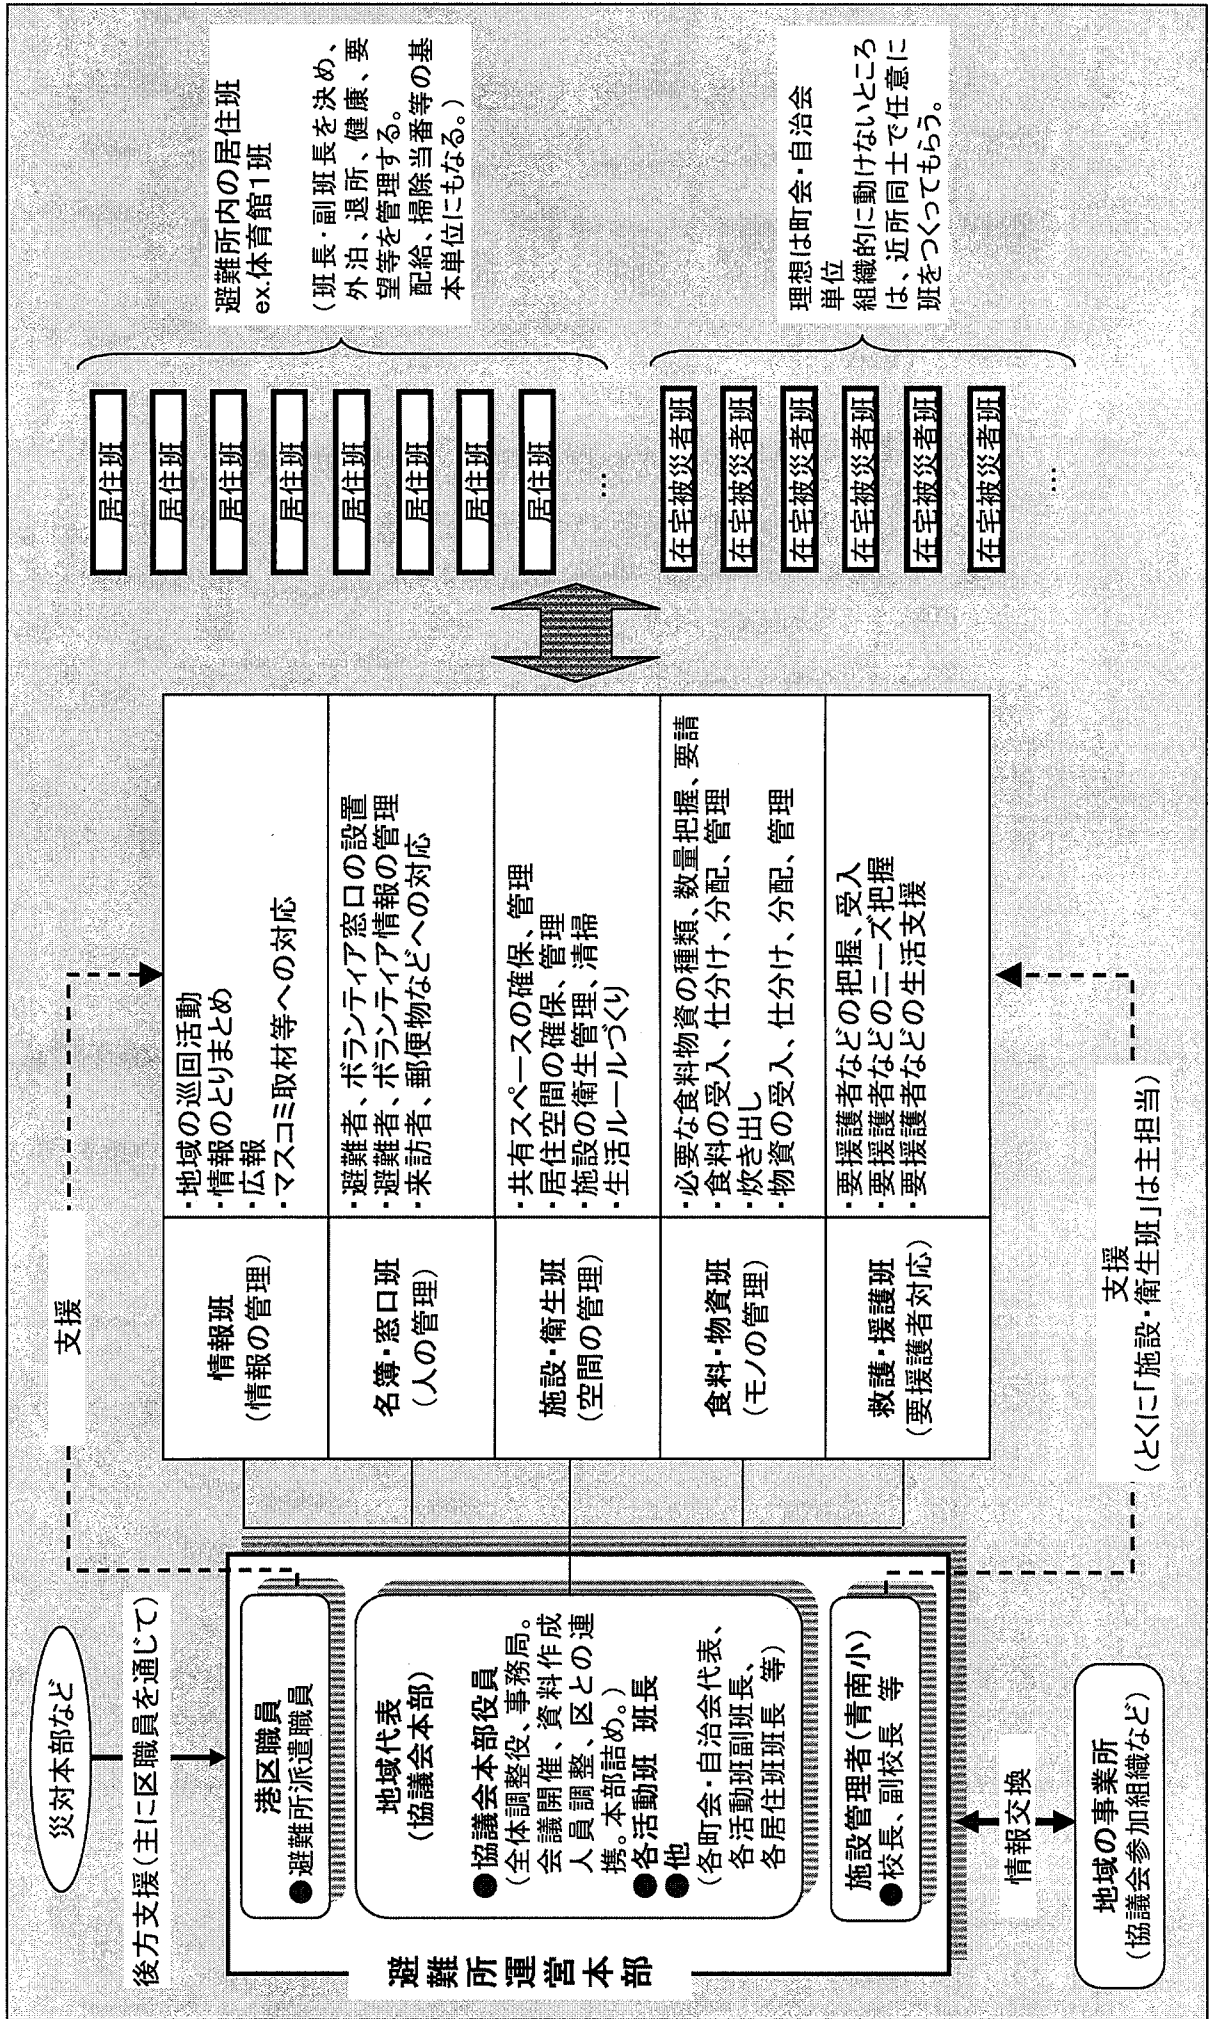 災対本部など
後方支援(主に区職員を通じて)
避難所運営本部
港区職員
●避難所派遣職員
地域代表
(協議会本部)
●協議会本部役員
(全体調整役、事務局。
会議開催、資料作成
人員調整、区との連
携。本部詰め。)
●各活動班 班長
●他
(各町会・自治会代表、
各活動班副班長、
各居住班班長 等)
施設管理者(青南小)
●校長、副校長 等
情報交換
地域の事業所
(協議会参加組織など)
支援
情報班
(情報の管理)
・地域の巡回活動
・情報のとりまとめ
・広報
・マスコミ取材等への対応
名簿・窓口班
(人の管理)
・避難者、ボランティア窓口の設置
・避難者、ボランティア情報の管理
・来訪者、郵便物などへの対応
施設・衛生班
(空間の管理)
・共有スペースの確保、管理
・居住空間の確保、管理
・施設の衛生管理、清掃
・生活ルールづくり
食料・物資班
(モノの管理)
・必要な食料物資の種類、数量把握、要請
・食料の受入、仕分け、分配、管理
・炊き出し
・物資の受入、仕分け、分配、管理
救護・援護班
(要援護者対応)
・要援護者などの把握、受入
・要援護者などのニーズ把握
・要援護者などの生活支援
支援
(とくに「施設・衛生班」は主担当)
居住班
居住班
居住班
居住班
居住班
居住班
居住班
居住班
…
在宅被災者班
在宅被災者班
在宅被災者班
在宅被災者班
在宅被災者班
在宅被災者班
…
避難所内の居住班
ex.体育館1班
(班長・副班長を決め、
外泊、退所、健康、要
望等を管理する。
配給、掃除当番等の基
本単位にもなる。)
理想は町会・自治会
単位
組織的に動けないところ
は、近所同士で任意に
班をつくってもらう。